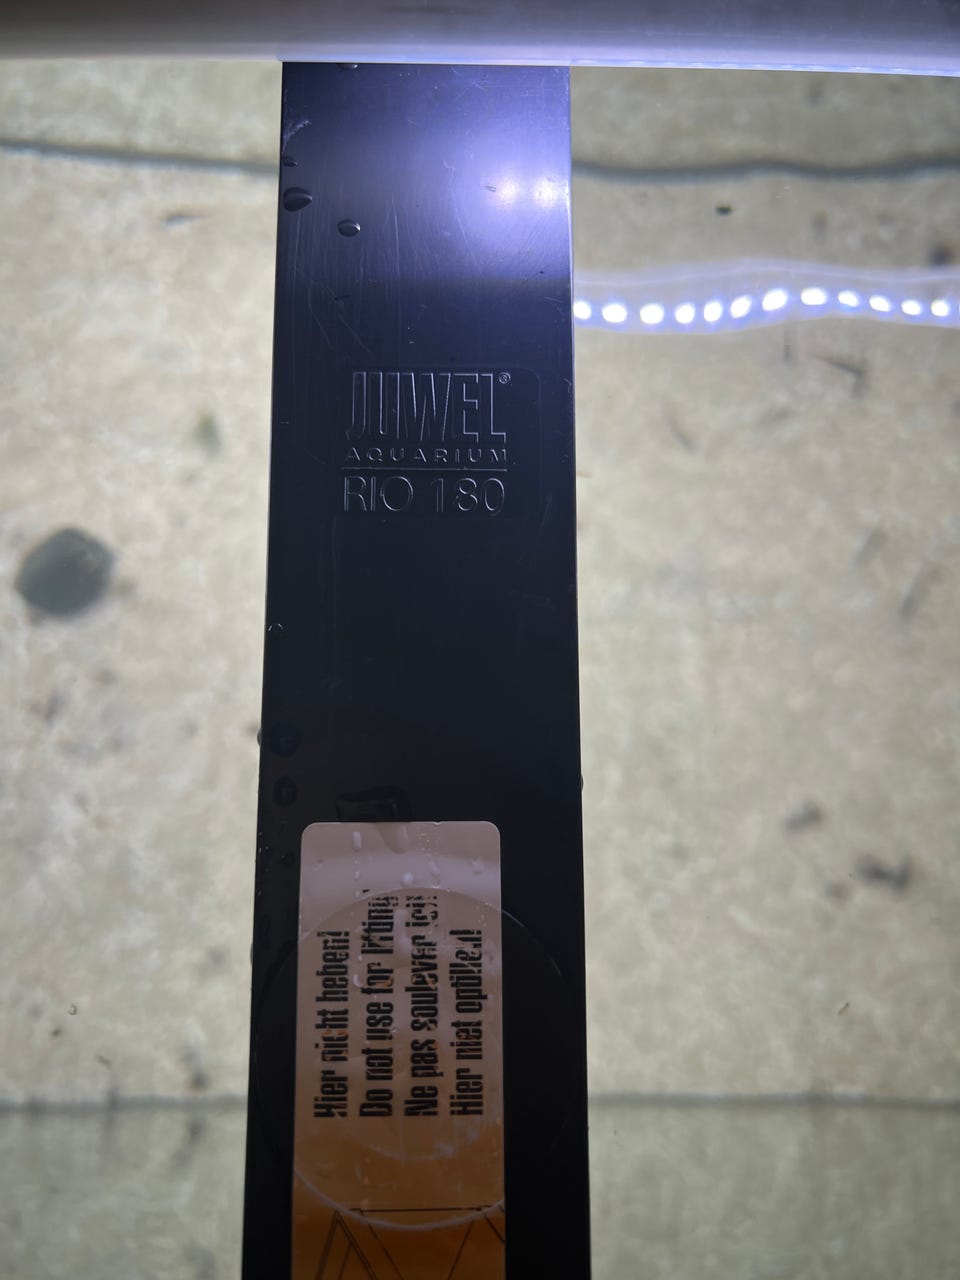 JUWEL®
AQUARIUM
RIO 180
Hier nicht heben!
Do not use for lifting!
Ne pas soulever ici!
Hier niet optillen!